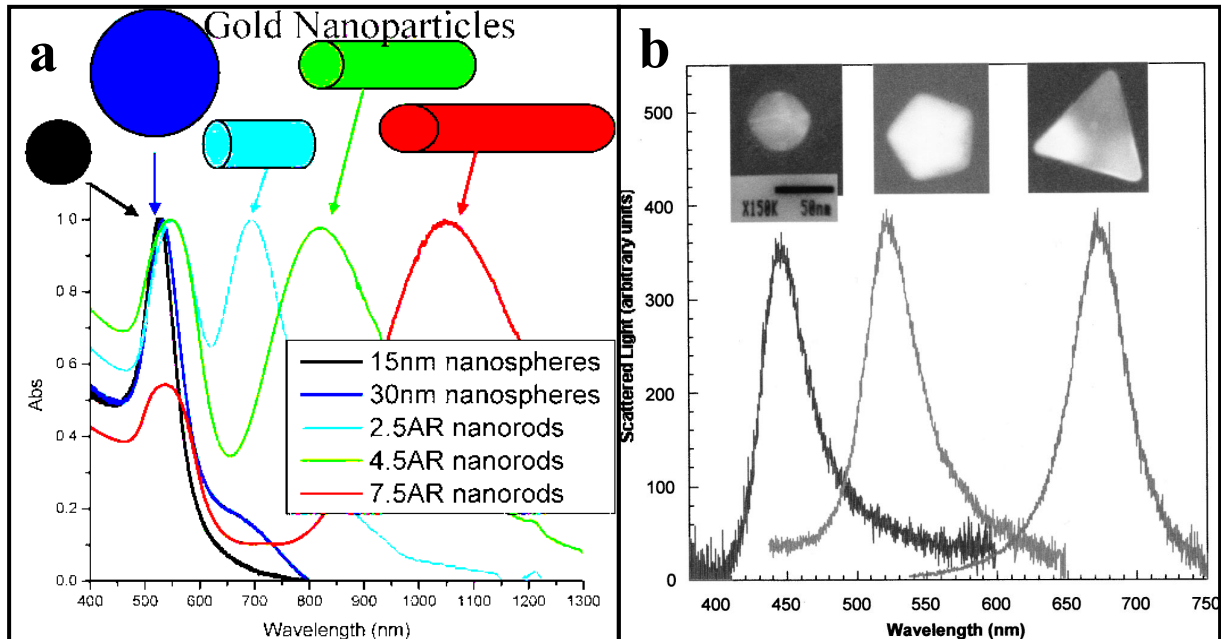 a
Gold Nanoparticles
1.0
0.8
0.6
0.4
0.2
0.0
Abs
15nm nanospheres
30nm nanospheres
2.5AR nanorods
4.5AR nanorods
7.5AR nanorods
400 500 600 700 800 900 1000 1100 1200 1300
Wavelength (nm)
b
X150K 50nm
500
400
300
200
100
0
Scattered Light (arbitrary units)
400 450 500 550 600 650 700 750
Wavelength (nm)